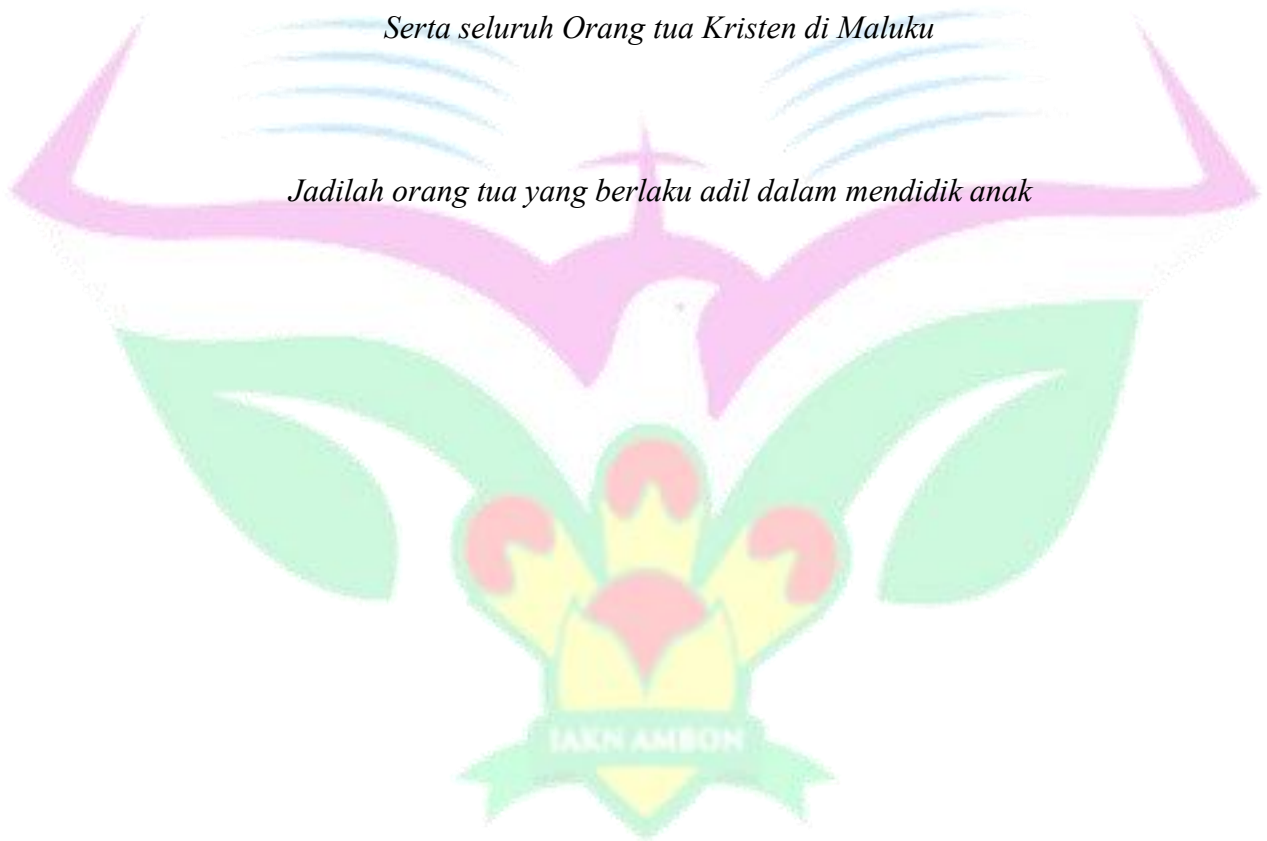 Serta seluruh Orang tua Kristen di Maluku
Jadilah orang tua yang berlaku adil dalam mendidik anak
IAKN AMBON